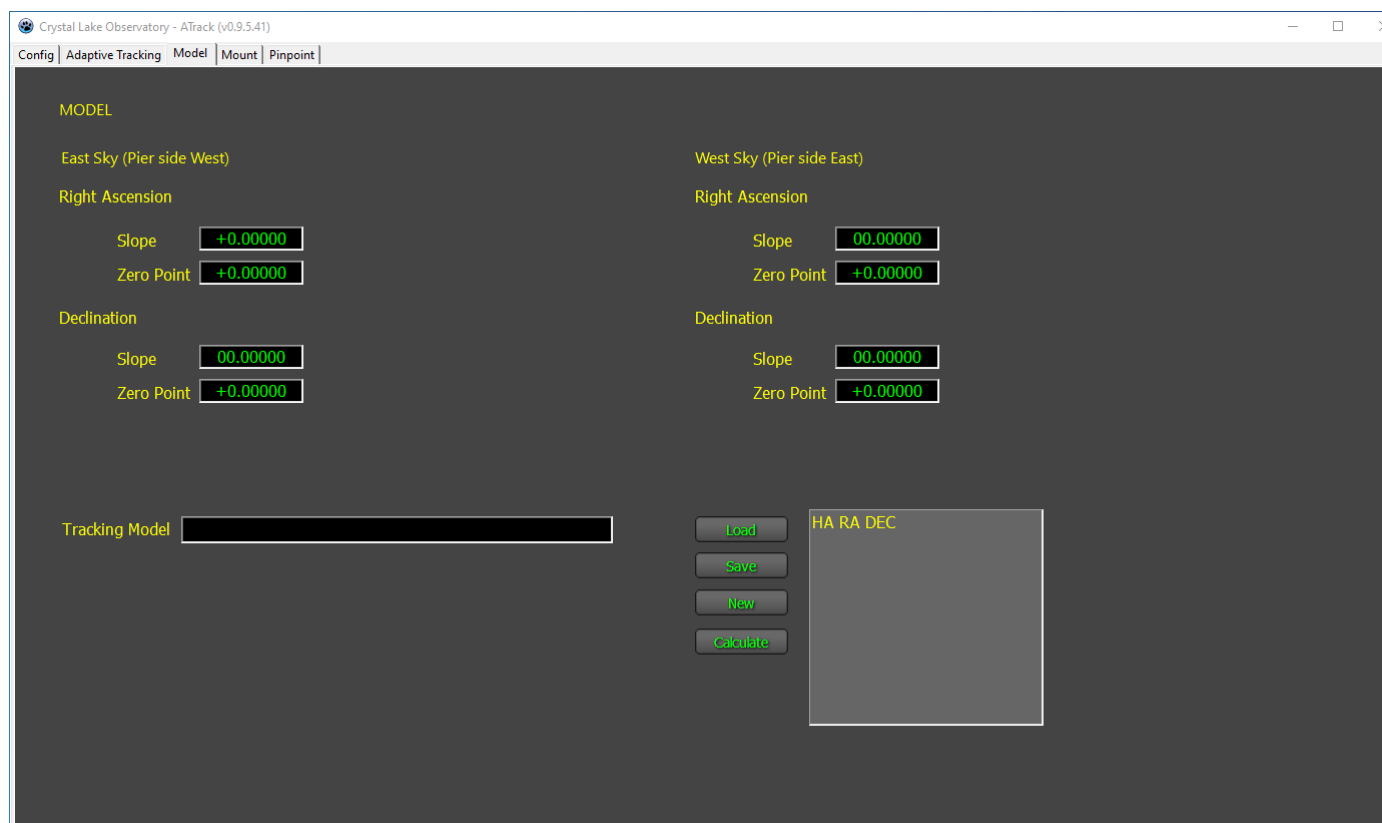 Crystal Lake Observatory - ATrack (v0.9.5.41)
Config Adaptive Tracking Model Mount Pinpoint
MODEL
East Sky (Pier side West)
Right Ascension
Slope +0.00000
Zero Point +0.00000
Declination
Slope 00.00000
Zero Point +0.00000
West Sky (Pier side East)
Right Ascension
Slope 00.00000
Zero Point +0.00000
Declination
Slope 00.00000
Zero Point +0.00000
Tracking Model
Load
Save
New
Calculate
HA RA DEC